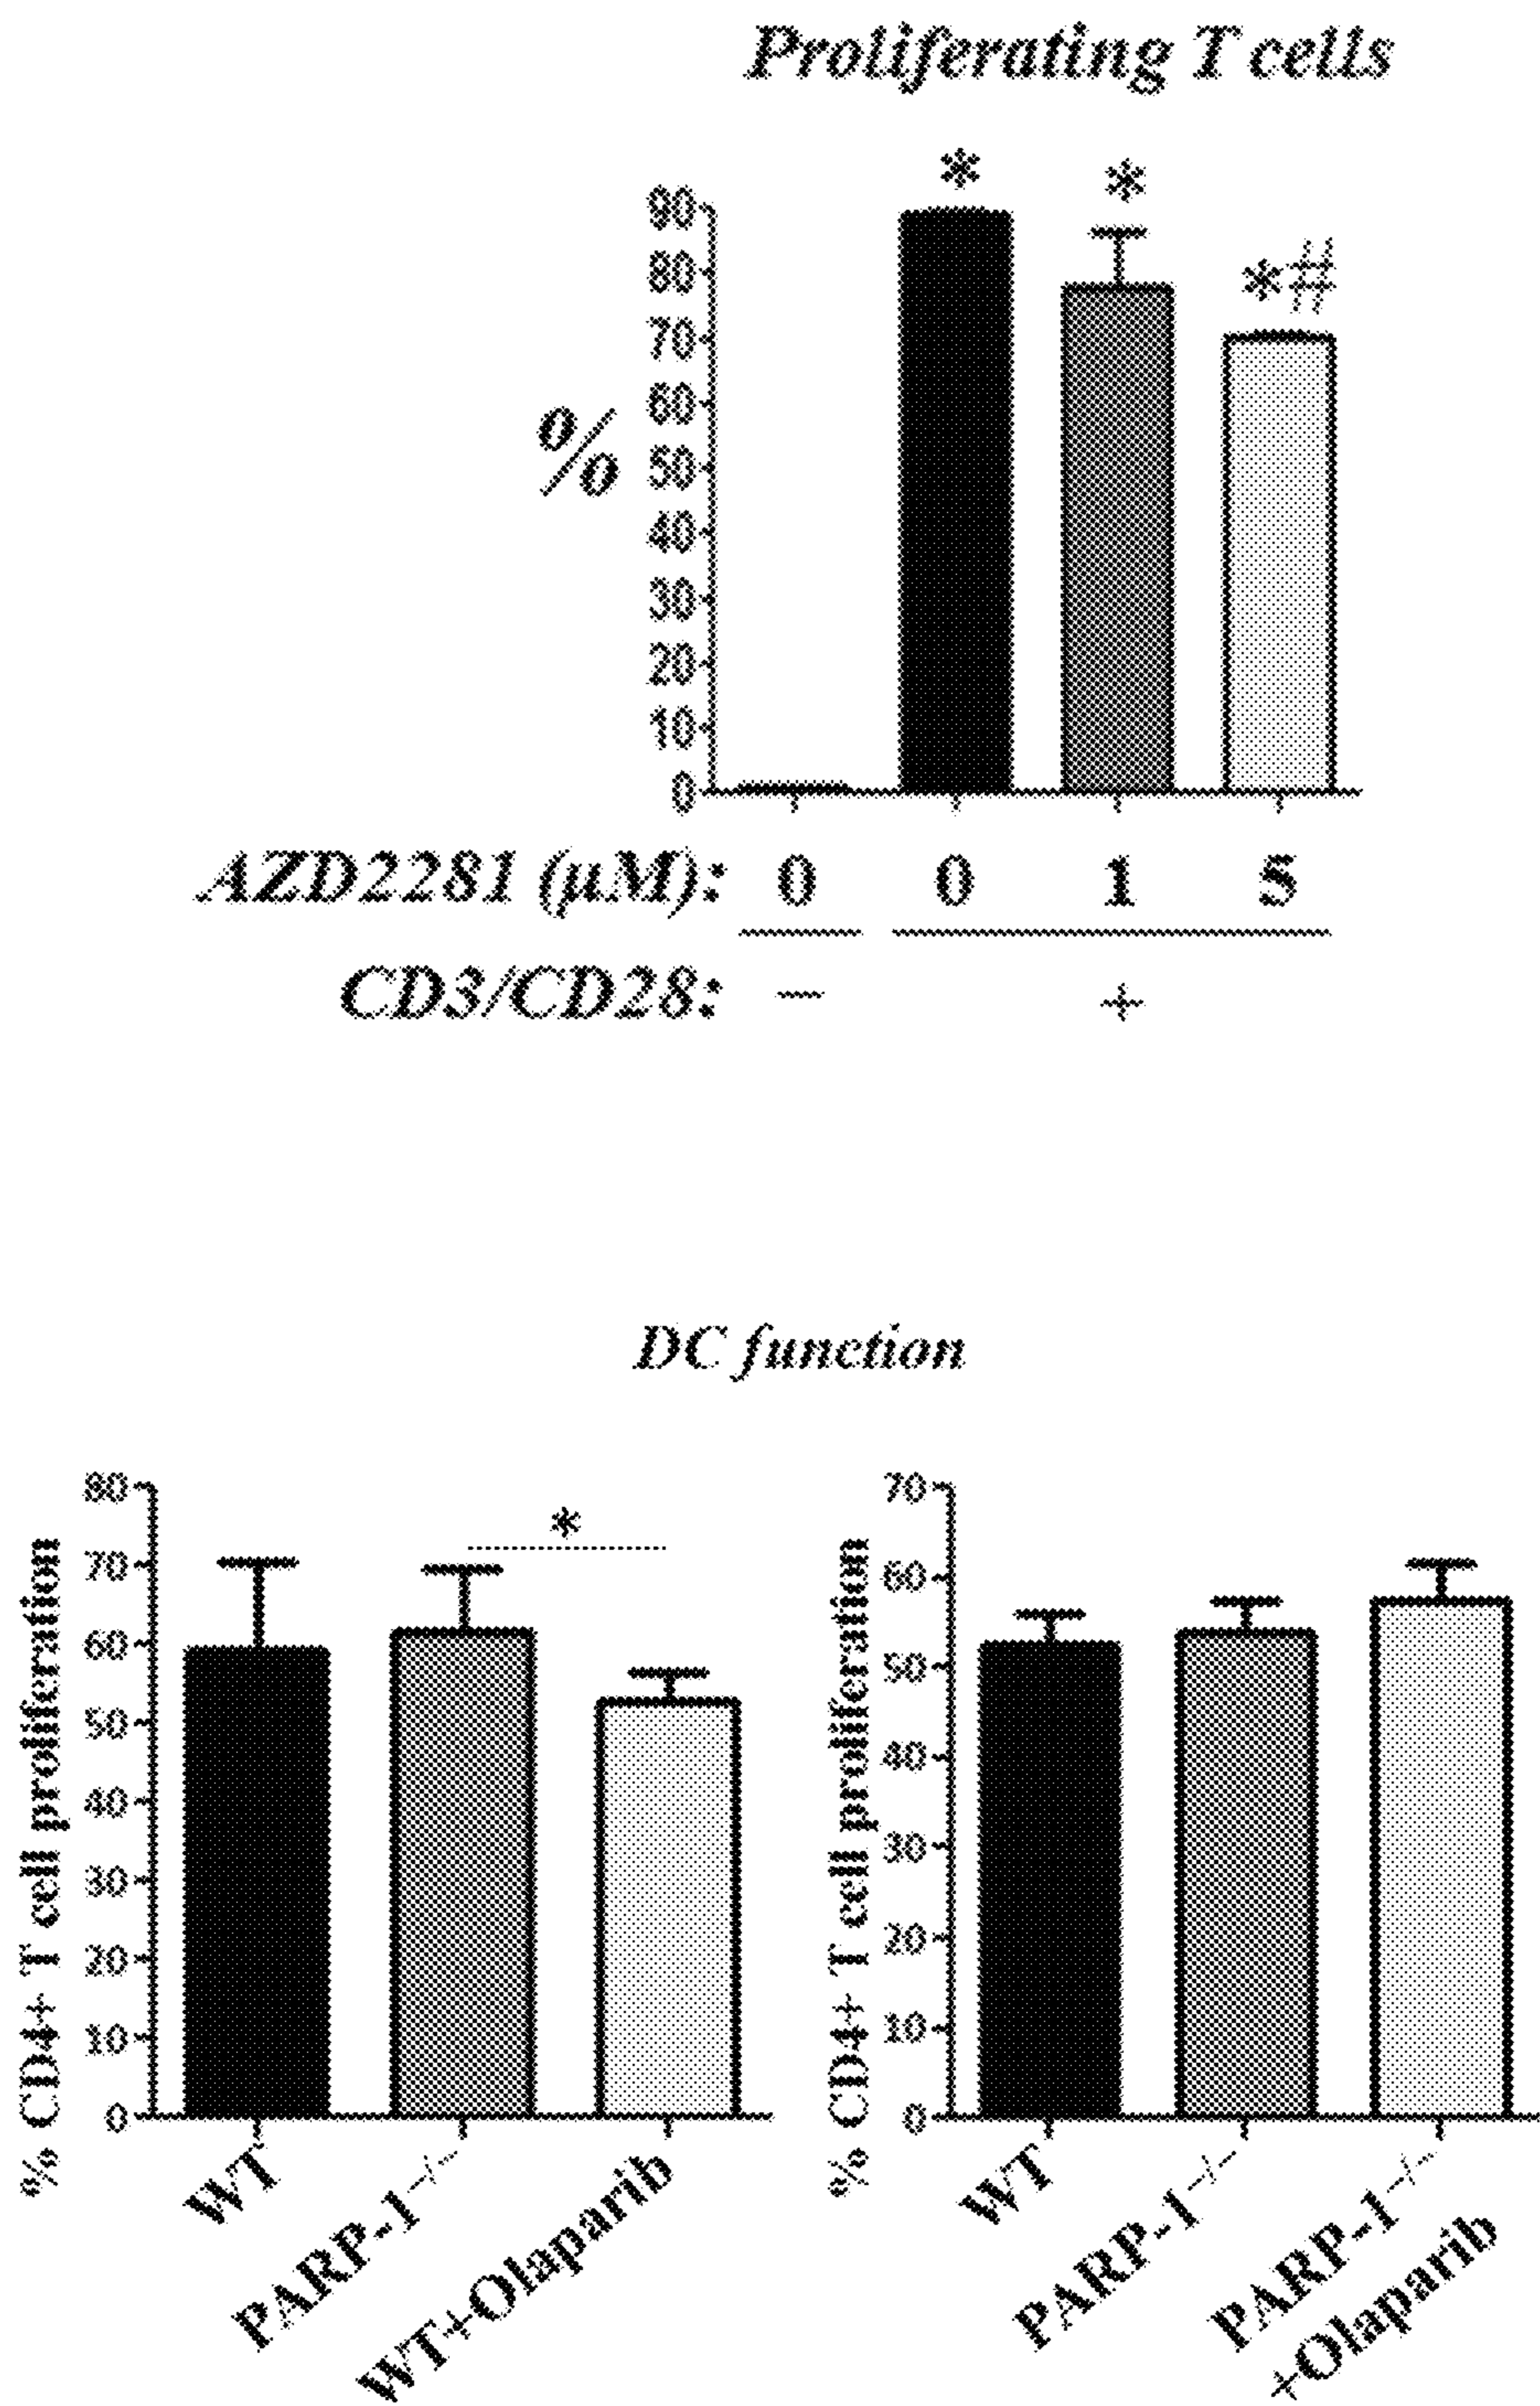 Proliferating T cells
* * *#
90
80
70
60
50
40
30
20
10
0
%
AZD2281 (µM): 0 0 1 5
CD3/CD28: − +
DC function
% CD4+ T cell proliferation
80
70
60
50
40
30
20
10
0
*
WT
PARP-1⁻/⁻
WT+Olaparib
% CD4+ T cell proliferation
70
60
50
40
30
20
10
0
WT
PARP-1⁻/⁻
PARP-1⁻/⁻
+Olaparib